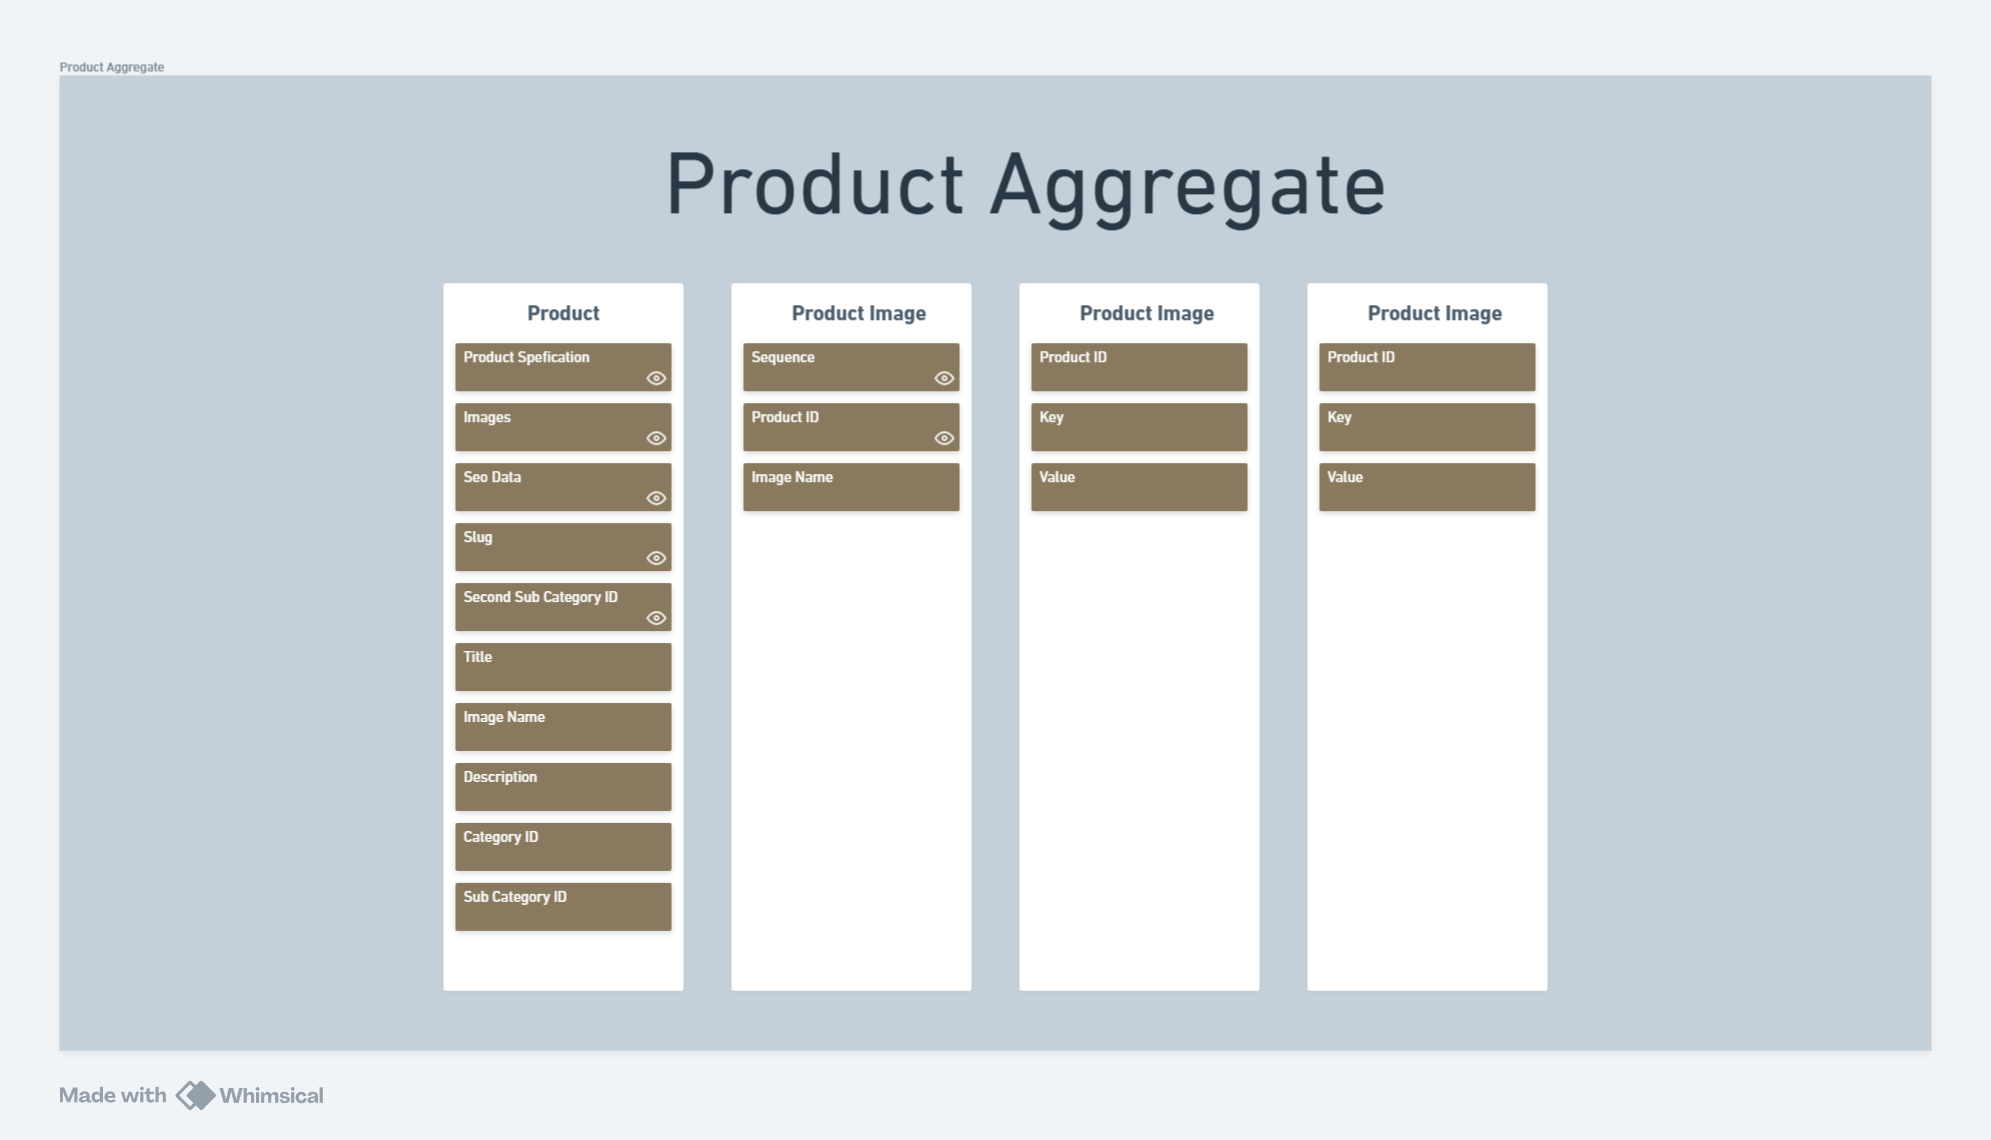 Product Aggregate
Product Aggregate
Product
Product Spefication
Images
Seo Data
Slug
Second Sub Category ID
Title
Image Name
Description
Category ID
Sub Category ID
Product Image
Sequence
Product ID
Image Name
Product Image
Product ID
Key
Value
Product Image
Product ID
Key
Value
Made with Whimsical